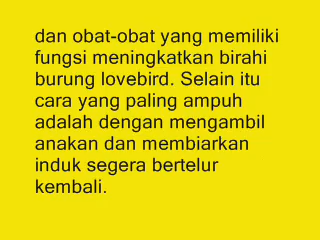 dan obat-obat yang memiliki
fungsi meningkatkan birahi
burung lovebird. Selain itu
cara yang paling ampuh
adalah dengan mengambil
anakan dan membiarkan
induk segera bertelur
kembali.